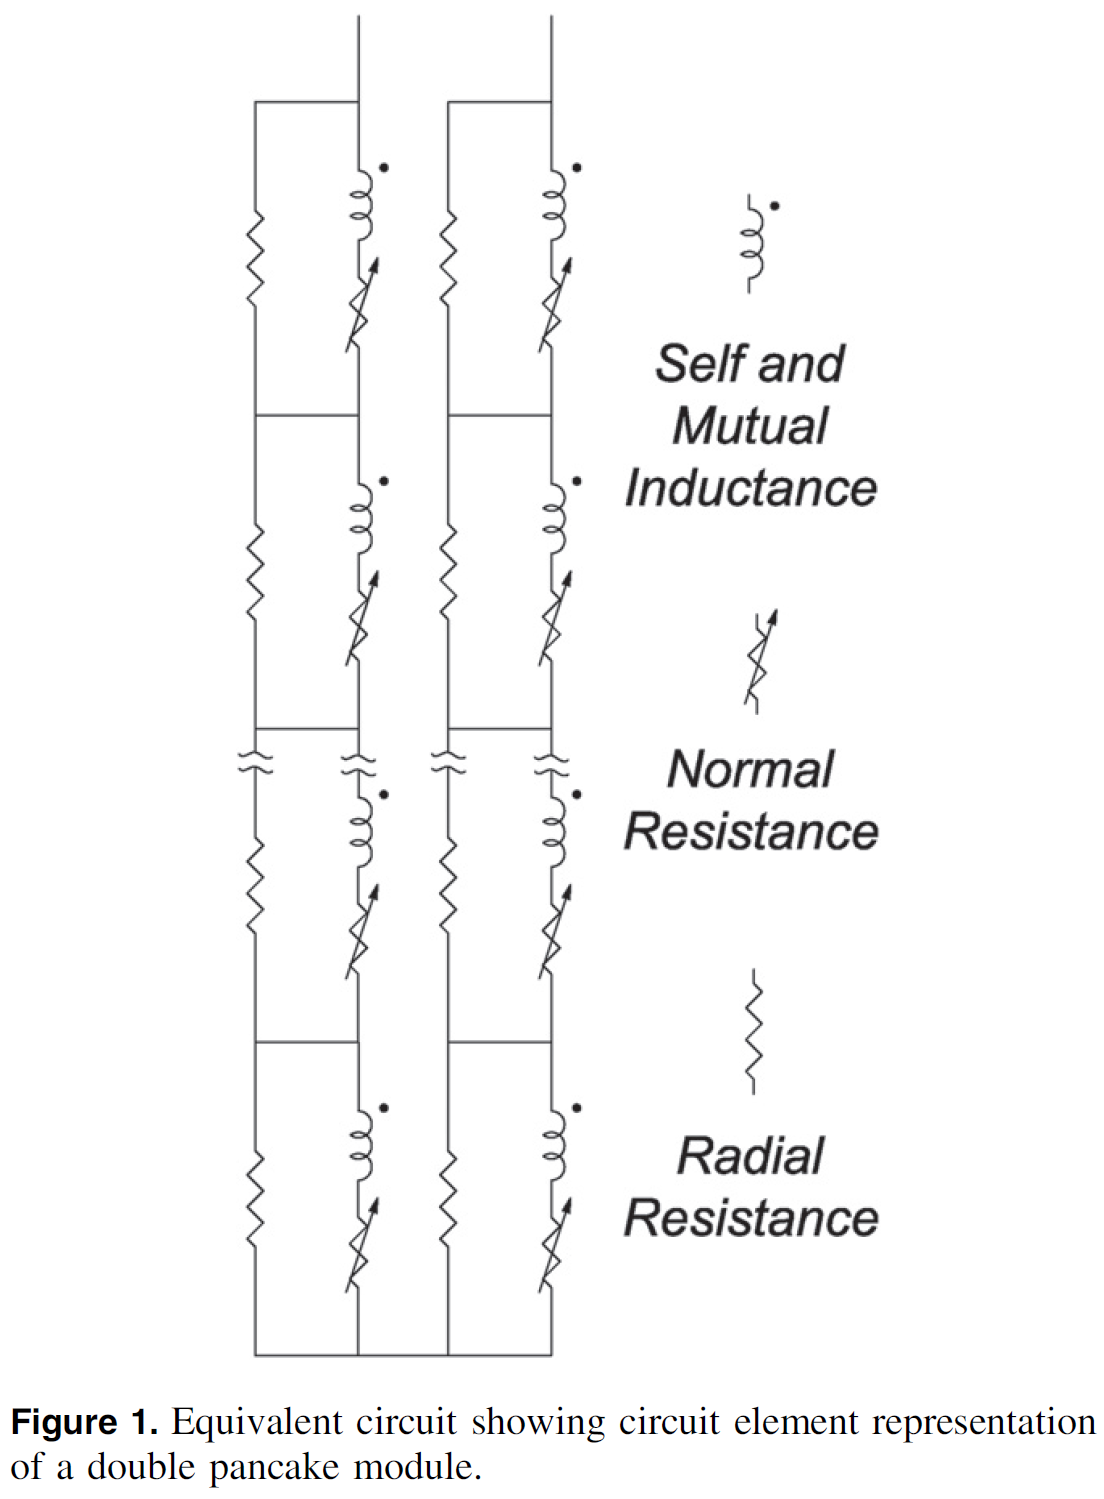 Self and
Mutual
Inductance
Normal
Resistance
Radial
Resistance
Figure 1. Equivalent circuit showing circuit element representation
of a double pancake module.